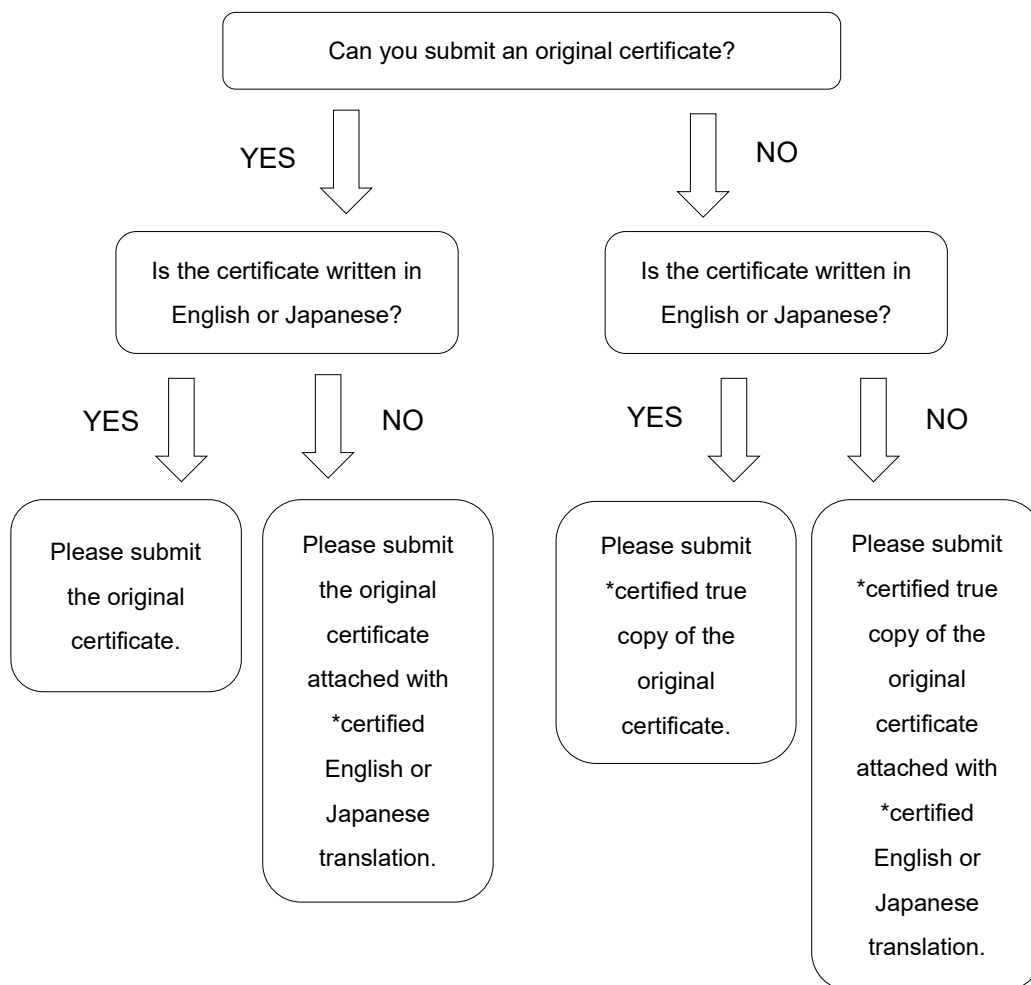 Can you submit an original certificate?
YES
NO
Is the certificate written in
English or Japanese?
Is the certificate written in
English or Japanese?
YES
NO
YES
NO
Please submit
the original
certificate.
Please submit
the original
certificate
attached with
*certified
English or
Japanese
translation.
Please submit
*certified true
copy of the
original
certificate.
Please submit
*certified true
copy of the
original
certificate
attached with
*certified
English or
Japanese
translation.